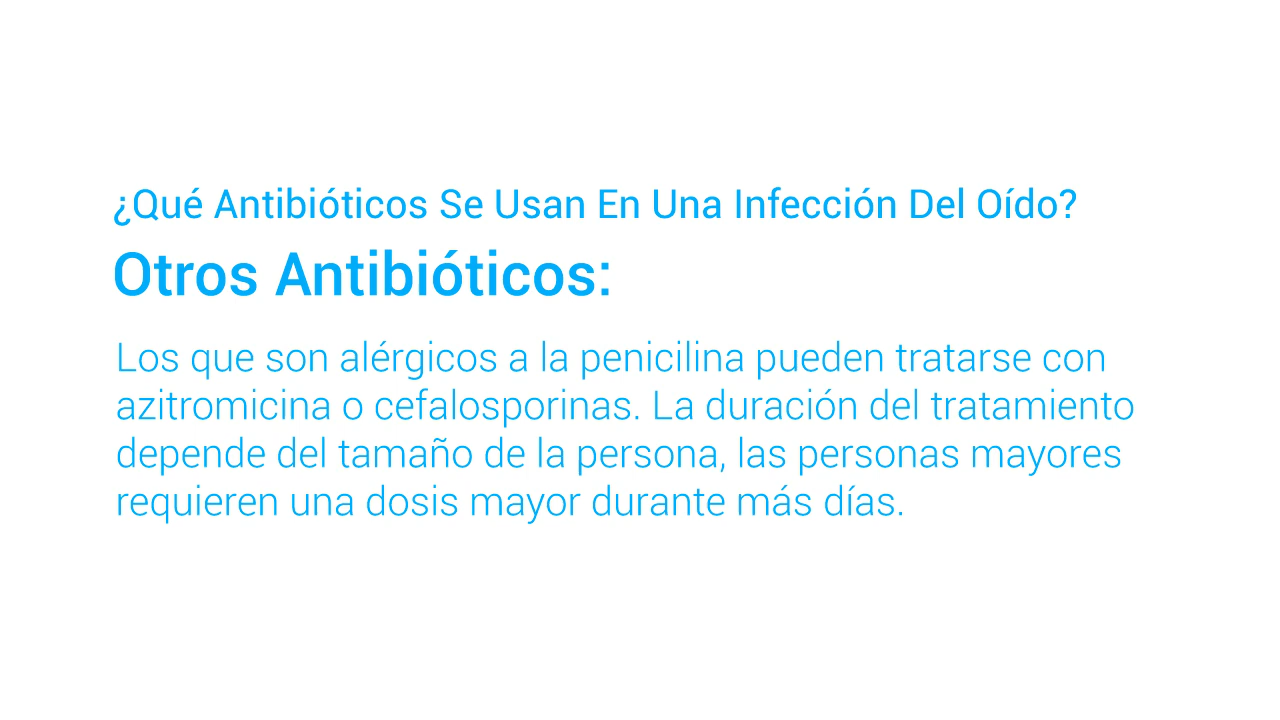 ¿Qué Antibióticos Se Usan En Una Infección Del Oído?
Otros Antibióticos:
Los que son alérgicos a la penicilina pueden tratarse con
azitromicina o cefalosporinas. La duración del tratamiento
depende del tamaño de la persona, las personas mayores
requieren una dosis mayor durante más días.